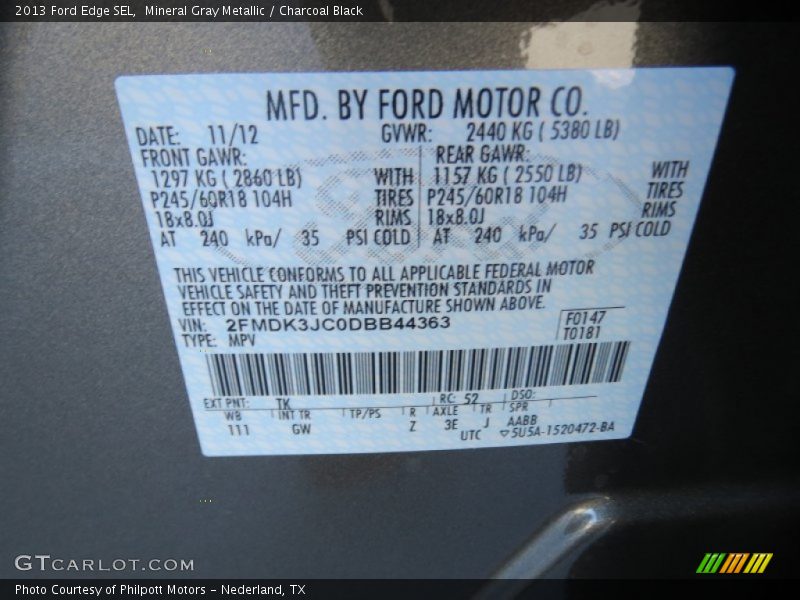 2013 Ford Edge SEL, Mineral Gray Metallic / Charcoal Black
MFD. BY FORD MOTOR CO.
DATE: 11/12 GVWR: 2440 KG ( 5380 LB)
FRONT GAWR: REAR GAWR:
1297 KG ( 2860 LB) WITH 1157 KG ( 2550 LB) WITH
P245/60R18 104H TIRES P245/60R18 104H TIRES
18x8.0J RIMS 18x8.0J RIMS
AT 240 kPa/ 35 PSI COLD AT 240 kPa/ 35 PSI COLD
THIS VEHICLE CONFORMS TO ALL APPLICABLE FEDERAL MOTOR
VEHICLE SAFETY AND THEFT PREVENTION STANDARDS IN
EFFECT ON THE DATE OF MANUFACTURE SHOWN ABOVE.
VIN: 2FMDK3JC0DBB44363 F0147
TYPE: MPV T0181
EXT PNT: TK RC: 52 DSO:
WB INT TR TP/PS R AXLE TR SPR
111 GW Z 3E J AABB
UTC ▽5U5A-1520472-BA
GTCARLOT.COM
Photo Courtesy of Philpott Motors - Nederland, TX